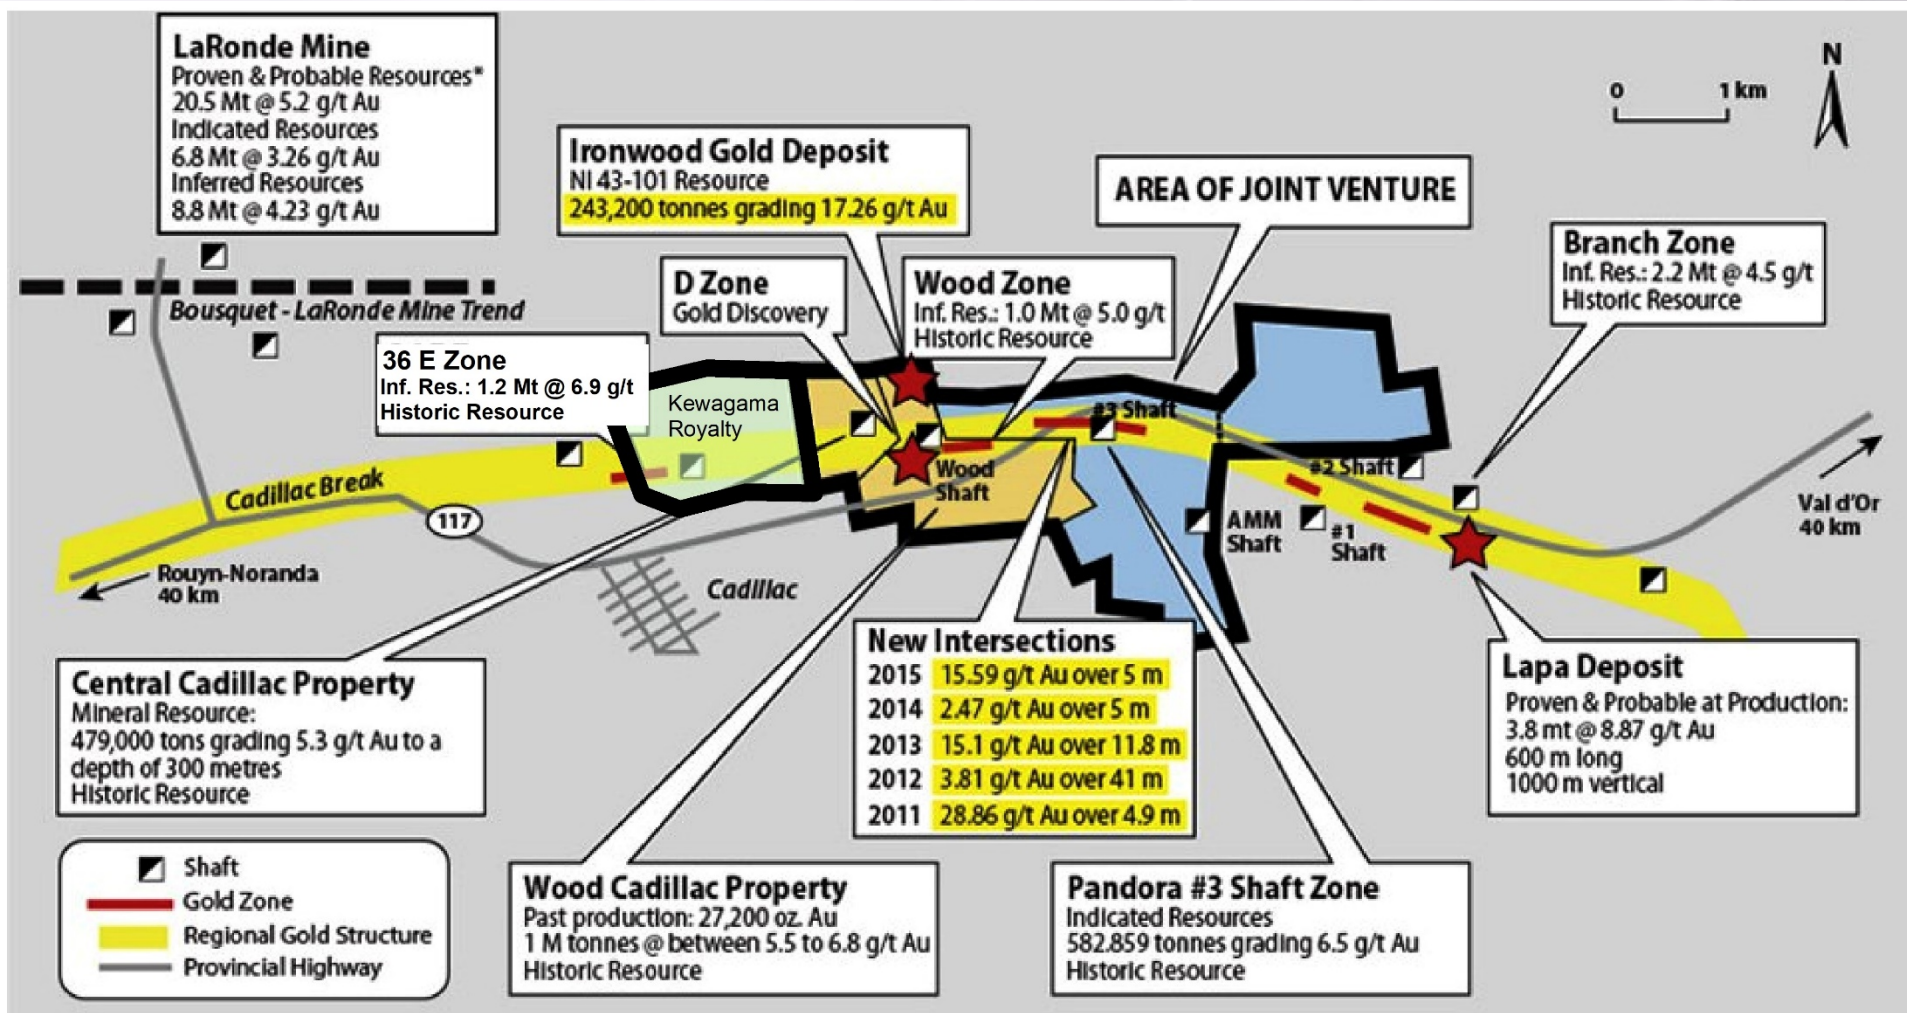 LaRonde Mine
Proven & Probable Resources*
20.5 Mt @ 5.2 g/t Au
Indicated Resources
6.8 Mt @ 3.26 g/t Au
Inferred Resources
8.8 Mt @ 4.23 g/t Au
Ironwood Gold Deposit
NI 43-101 Resource
243,200 tonnes grading 17.26 g/t Au
AREA OF JOINT VENTURE
0 1 km
N
Branch Zone
Inf. Res.: 2.2 Mt @ 4.5 g/t
Historic Resource
D Zone
Gold Discovery
Wood Zone
Inf. Res.: 1.0 Mt @ 5.0 g/t
Historic Resource
Bousquet - LaRonde Mine Trend
36 E Zone
Inf. Res.: 1.2 Mt @ 6.9 g/t
Historic Resource
Kewagama
Royalty
#3 Shaft
Wood
Shaft
#2 Shaft
AMM
Shaft
#1
Shaft
Val d'Or
40 km
Cadillac Break
117
Rouyn-Noranda
40 km
Cadillac
Central Cadillac Property
Mineral Resource:
479,000 tons grading 5.3 g/t Au to a
depth of 300 metres
Historic Resource
New Intersections
2015 15.59 g/t Au over 5 m
2014 2.47 g/t Au over 5 m
2013 15.1 g/t Au over 11.8 m
2012 3.81 g/t Au over 41 m
2011 28.86 g/t Au over 4.9 m
Lapa Deposit
Proven & Probable at Production:
3.8 mt @ 8.87 g/t Au
600 m long
1000 m vertical
Shaft
Gold Zone
Regional Gold Structure
Provincial Highway
Wood Cadillac Property
Past production: 27,200 oz. Au
1 M tonnes @ between 5.5 to 6.8 g/t Au
Historic Resource
Pandora #3 Shaft Zone
Indicated Resources
582.859 tonnes grading 6.5 g/t Au
Historic Resource